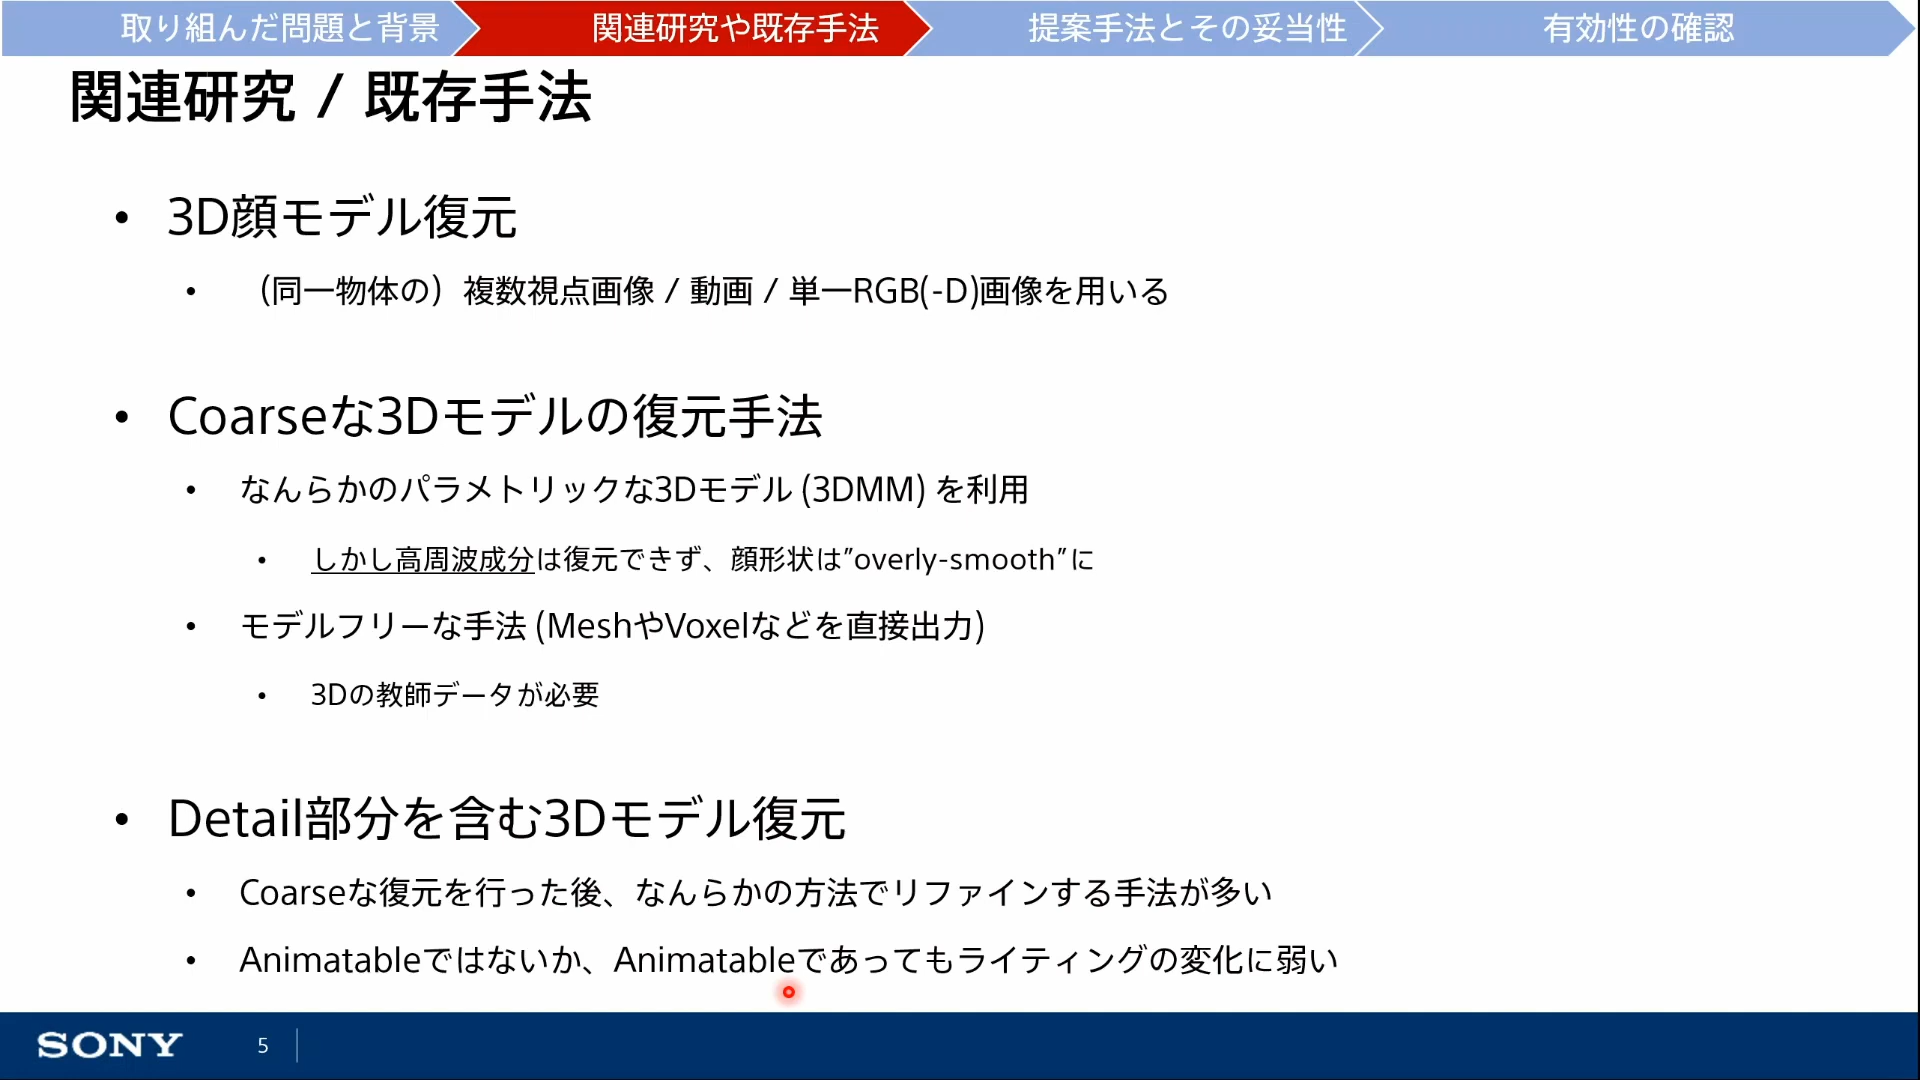 取り組んだ問題と背景
関連研究や既存手法
提案手法とその妥当性
有効性の確認
関連研究 / 既存手法
• 3D顔モデル復元
• （同一物体の）複数視点画像 / 動画 / 単一RGB(-D)画像を用いる
• Coarseな3Dモデルの復元手法
• なんらかのパラメトリックな3Dモデル (3DMM) を利用
• しかし高周波成分は復元できず、顔形状は”overly-smooth”に
• モデルフリーな手法 (MeshやVoxelなどを直接出力)
• 3Dの教師データが必要
• Detail部分を含む3Dモデル復元
• Coarseな復元を行った後、なんらかの方法でリファインする手法が多い
• Animatableではないか、Animatableであってもライティングの変化に弱い
SONY
5